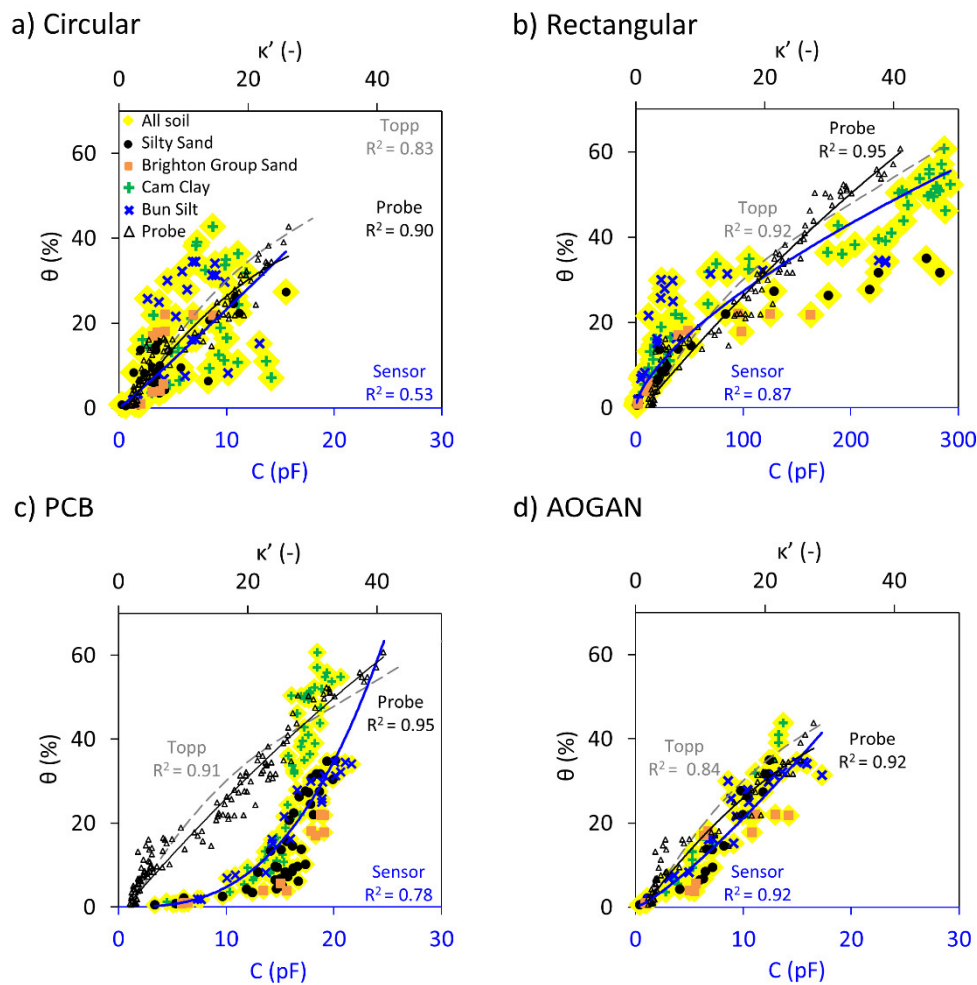 a) Circular
κ' (-)
0 20 40
60
40
20
0
θ (%)
All soil
Silty Sand
Brighton Group Sand
Cam Clay
Bun Silt
Probe
Topp
R² = 0.83
Probe
R² = 0.90
Sensor
R² = 0.53
0 10 20 30
C (pF)
b) Rectangular
κ' (-)
0 20 40
60
40
20
0
θ (%)
Probe
R² = 0.95
Topp
R² = 0.92
Sensor
R² = 0.87
0 100 200 300
C (pF)
c) PCB
κ' (-)
0 10 20 30 40 50
60
40
20
0
θ (%)
Topp
R² = 0.91
Probe
R² = 0.95
Sensor
R² = 0.78
0 10 20 30
C (pF)
d) AOGAN
κ' (-)
0 20 40
60
40
20
0
θ (%)
Topp
R² = 0.84
Probe
R² = 0.92
Sensor
R² = 0.92
0 10 20 30
C (pF)